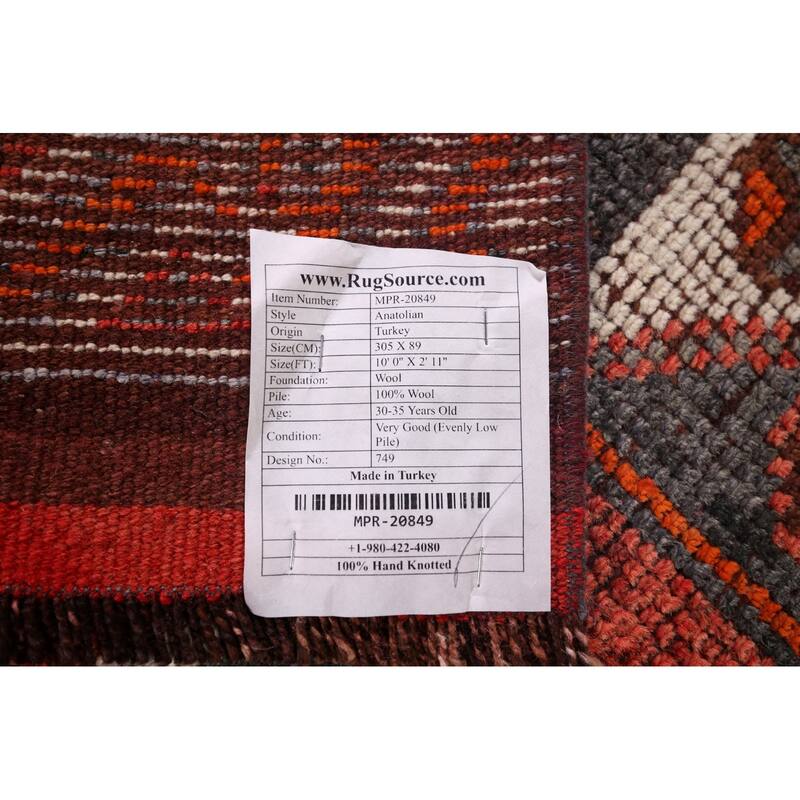 www.RugSource.com
Item Number: MPR-20849
Style Anatolian
Origin Turkey
Size(CM): 305 X 89
Size(FT): 10' 0" X 2' 11"
Foundation: Wool
Pile: 100% Wool
Age: 30-35 Years Old
Condition: Very Good (Evenly Low
Pile)
Design No.: 749
Made in Turkey
MPR-20849
+1-980-422-4080
100% Hand Knotted